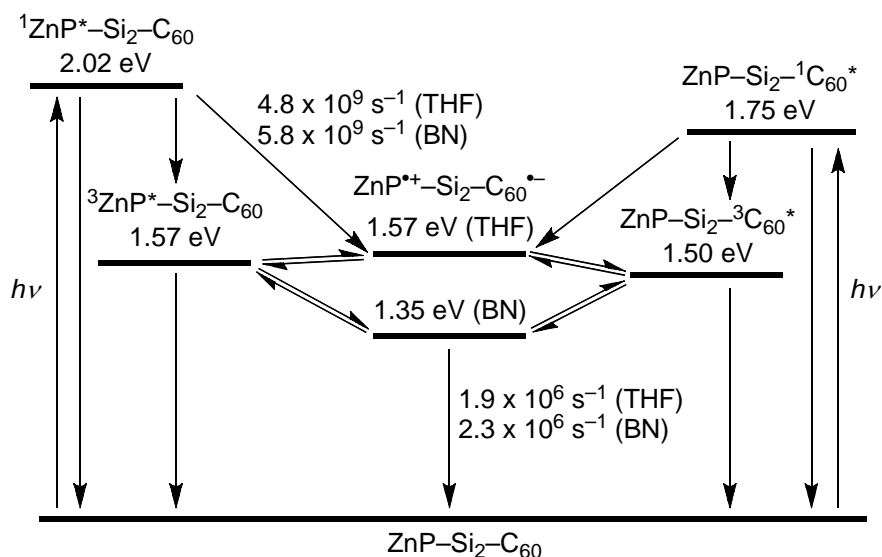 ¹ZnP*–Si₂–C₆₀
2.02 eV
ZnP–Si₂–¹C₆₀*
1.75 eV
4.8 x 10⁹ s⁻¹ (THF)
5.8 x 10⁹ s⁻¹ (BN)
ZnP•⁺–Si₂–C₆₀•⁻
1.57 eV (THF)
³ZnP*–Si₂–C₆₀
1.57 eV
ZnP–Si₂–³C₆₀*
1.50 eV
hν
1.35 eV (BN)
hν
1.9 x 10⁶ s⁻¹ (THF)
2.3 x 10⁶ s⁻¹ (BN)
ZnP–Si₂–C₆₀